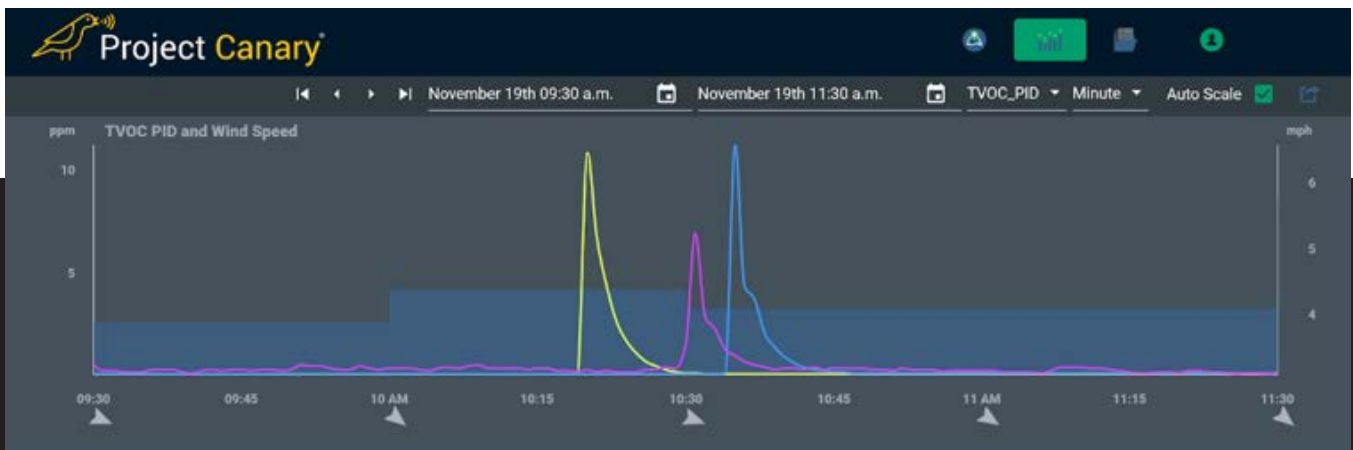 Project Canary
November 19th 09:30 a.m. November 19th 11:30 a.m. TVOC_PID Minute Auto Scale
ppm TVOC PID and Wind Speed mph
10
6
5
5
4
09:30 09:45 10 AM 10:15 10:30 10:45 11 AM 11:15 11:30